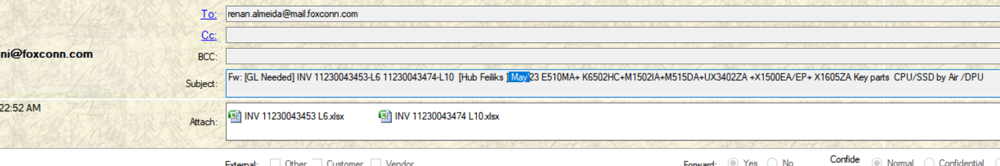 To: renan.almeida@mail.foxconn.com
Cc:
ni@foxconn.com
BCC:
Subject: Fw: [GL Needed] INV 11230043453-L6 11230043474-L10 [Hub Feiliks ] May'23 E510MA+ K6502HC+M1502IA+M515DA+UX3402ZA +X1500EA/EP+ X1605ZA Key parts CPU/SSD by Air /DPU
22:52 AM
Attach: INV 11230043453 L6.xlsx INV 11230043474 L10.xlsx
External: Other Customer Vendor Forward: Yes No Confide Normal Confidential